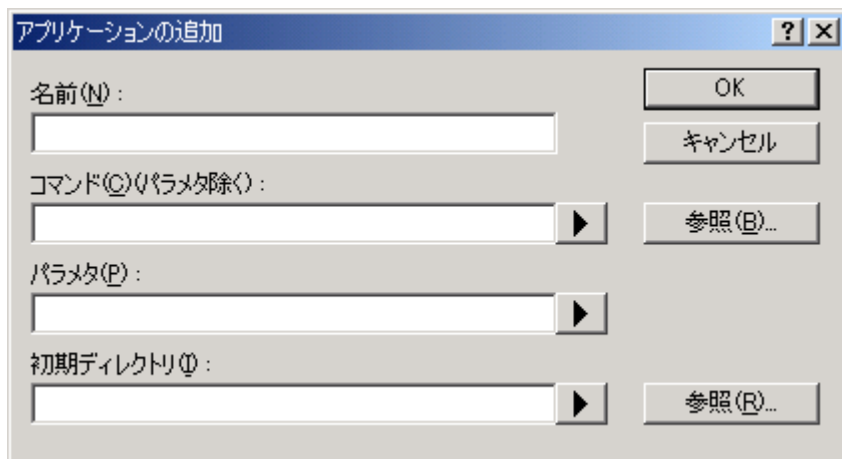 アプリケーションの追加
名前(N) :
OK
キャンセル
コマンド(C)(パラメタ除く) :
参照(B)...
パラメタ(P) :
初期ディレクトリ(I) :
参照(R)...